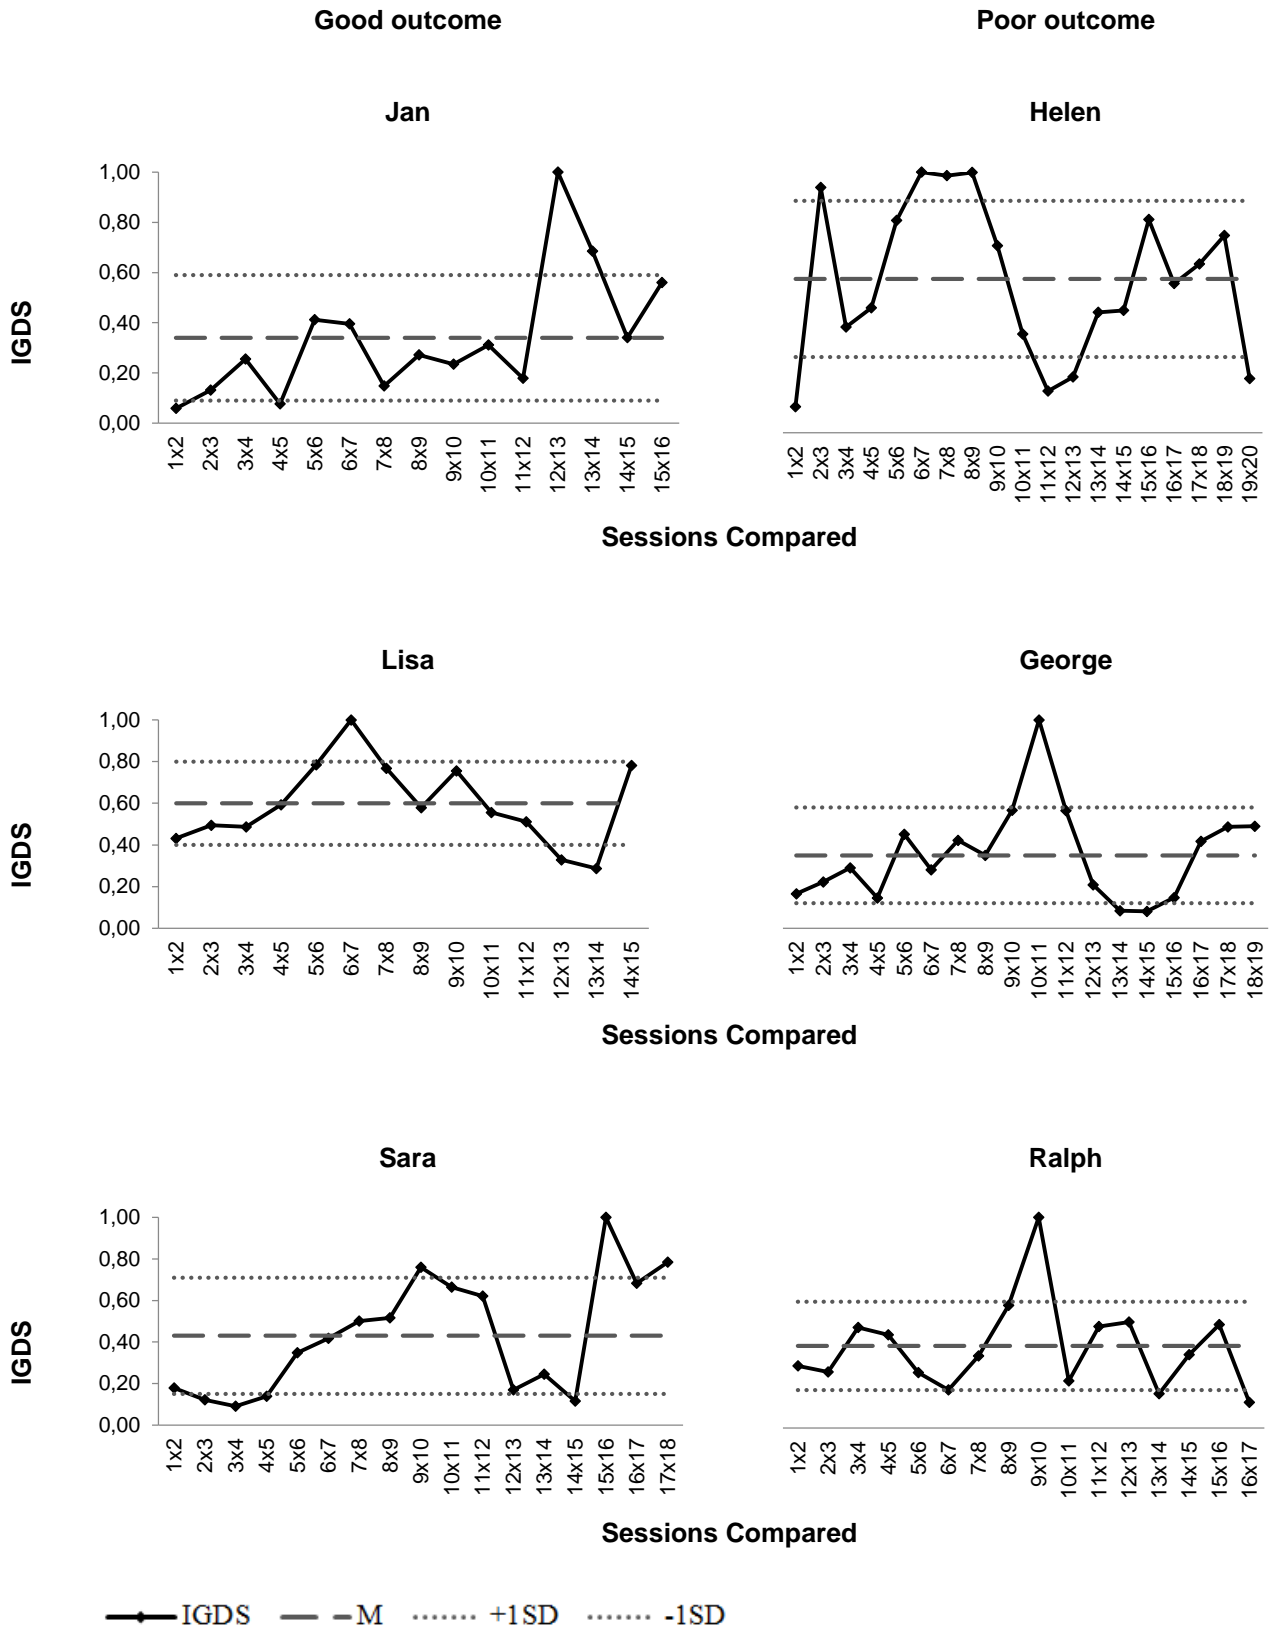 Good outcome Poor outcome
Jan Helen
1,00
0,80
0,60
0,40
0,20
0,00
IGDS
1x2 2x3 3x4 4x5 5x6 6x7 7x8 8x9 9x10 10x11 11x12 12x13 13x14 14x15 15x16
1x2 2x3 3x4 4x5 5x6 6x7 7x8 8x9 9x10 10x11 11x12 12x13 13x14 14x15 15x16 16x17 17x18 18x19 19x20
Sessions Compared
Lisa George
1,00
0,80
0,60
0,40
0,20
0,00
IGDS
1x2 2x3 3x4 4x5 5x6 6x7 7x8 8x9 9x10 10x11 11x12 12x13 13x14 14x15
1x2 2x3 3x4 4x5 5x6 6x7 7x8 8x9 9x10 10x11 11x12 12x13 13x14 14x15 15x16 16x17 17x18 18x19
Sessions Compared
Sara Ralph
1,00
0,80
0,60
0,40
0,20
0,00
IGDS
1x2 2x3 3x4 4x5 5x6 6x7 7x8 8x9 9x10 10x11 11x12 12x13 13x14 14x15 15x16 16x17 17x18
1x2 2x3 3x4 4x5 5x6 6x7 7x8 8x9 9x10 10x11 11x12 12x13 13x14 14x15 15x16 16x17
Sessions Compared
IGDS M +1SD -1SD